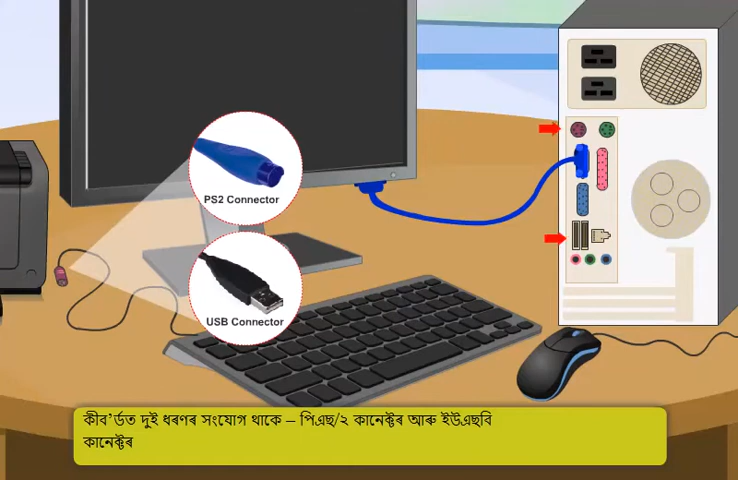 PS2 Connector
USB Connector
কীব’ৰ্ডত দুই ধৰণৰ সংযোগ থাকে – পিএছ/২ কানেক্টৰ আৰু ইউএছবি
কানেক্টৰ